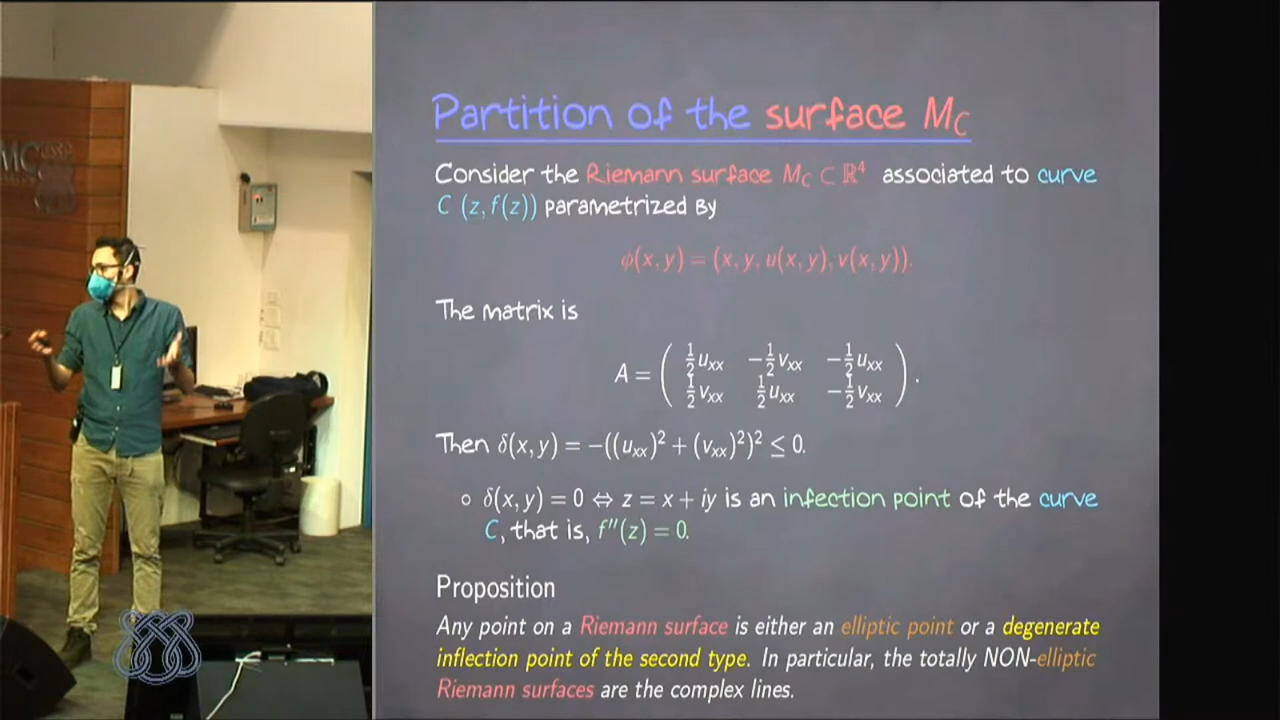 Partition of the surface M_C
Consider the Riemann surface M_C ⊂ ℝ⁴ associated to curve
C (z, f(z)) parametrized by
ϕ(x, y) = (x, y, u(x, y), v(x, y)).
The matrix is
A = ( ½u_xx −½v_xx −½u_xx
½v_xx ½u_xx −½v_xx ) .
Then δ(x, y) = −((u_xx)² + (v_xx)²)² ≤ 0.
∘ δ(x, y) = 0 ⇔ z = x + iy is an infection point of the curve
C, that is, f″(z) = 0.
Proposition
Any point on a Riemann surface is either an elliptic point or a degenerate
inflection point of the second type. In particular, the totally NON-elliptic
Riemann surfaces are the complex lines.